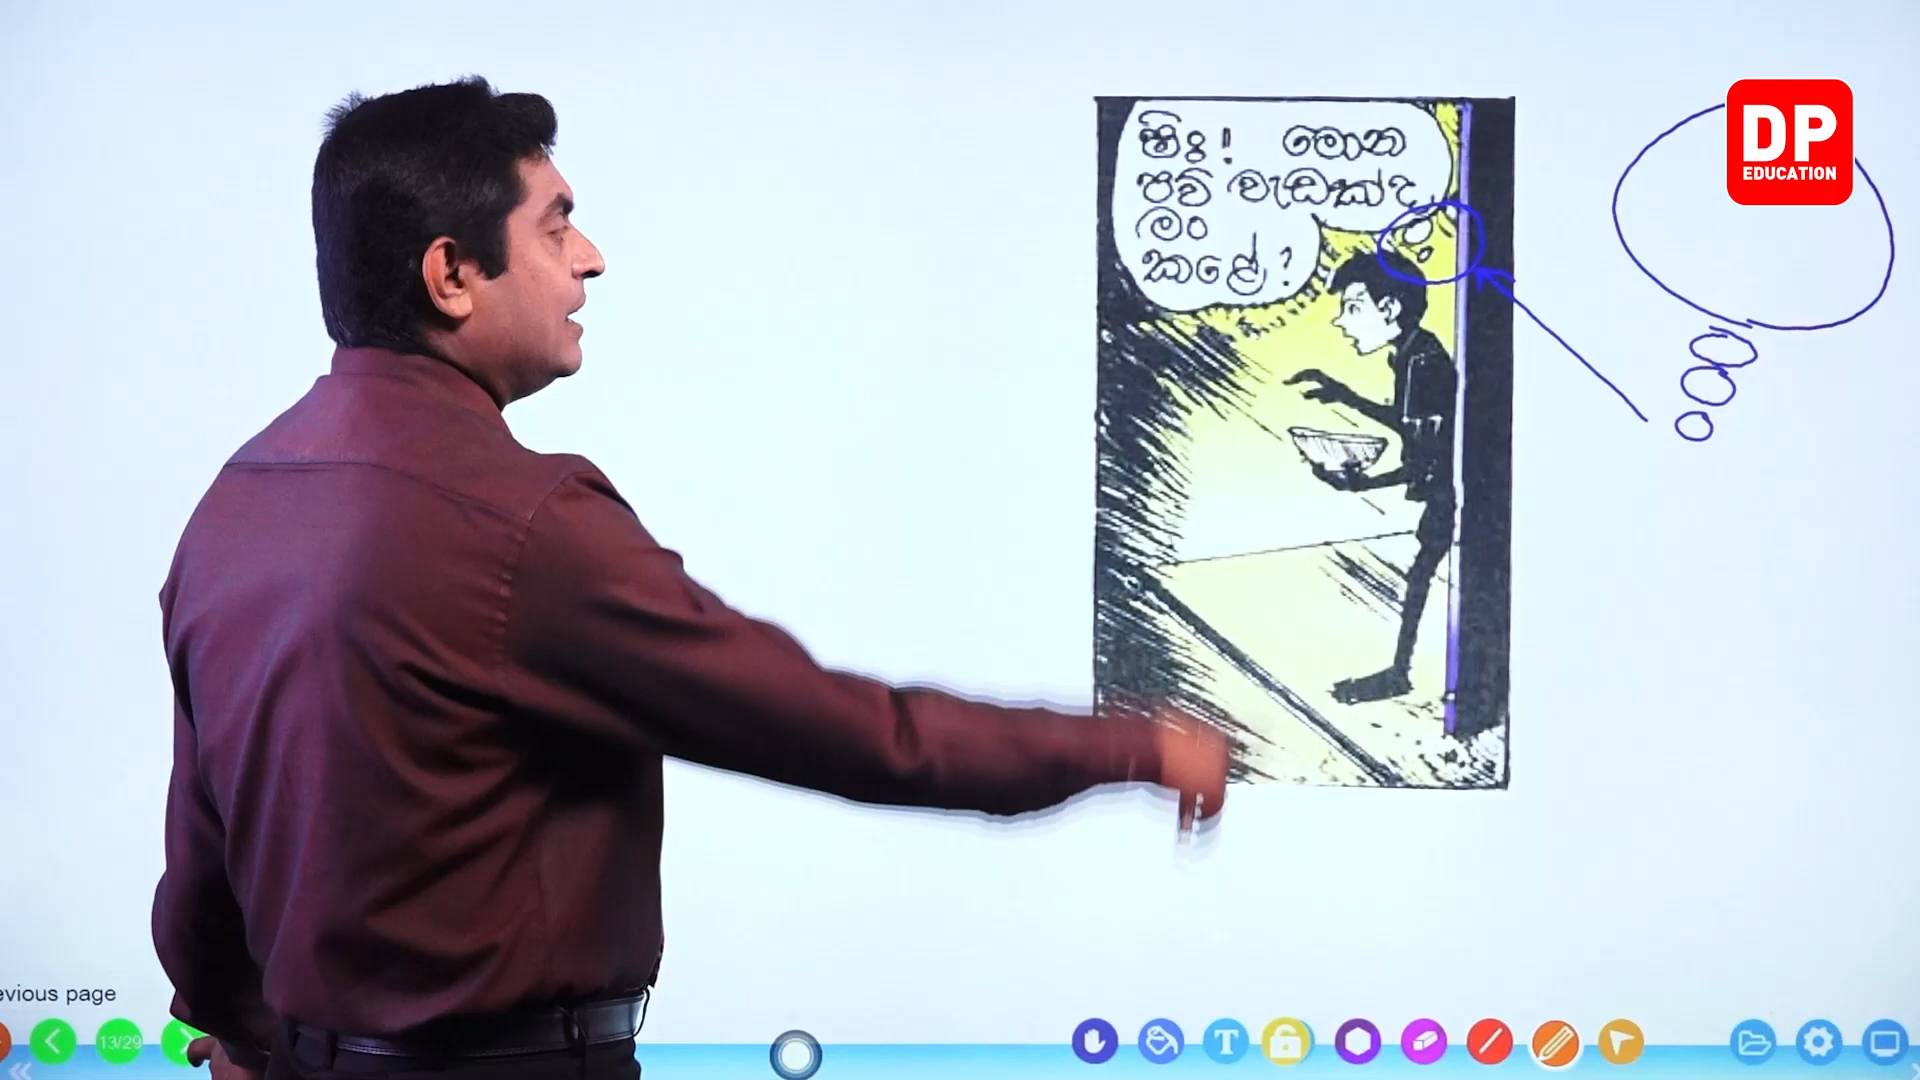 ෂිඃ! මොන
පව් වැඩක්ද
මං
කළේ?
DP
EDUCATION
evious page
13/29
T